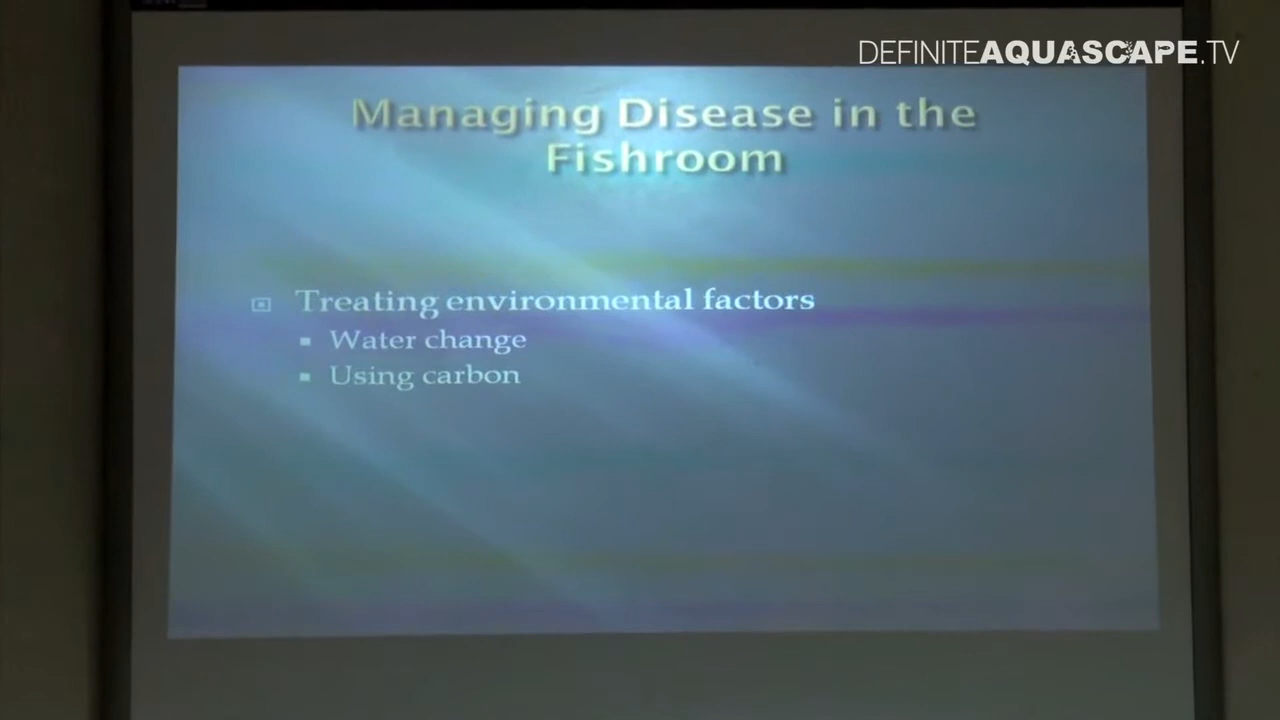 DEFINITEAQUASCAPE.TV
Managing Disease in the
Fishroom
Treating environmental factors
Water change
Using carbon